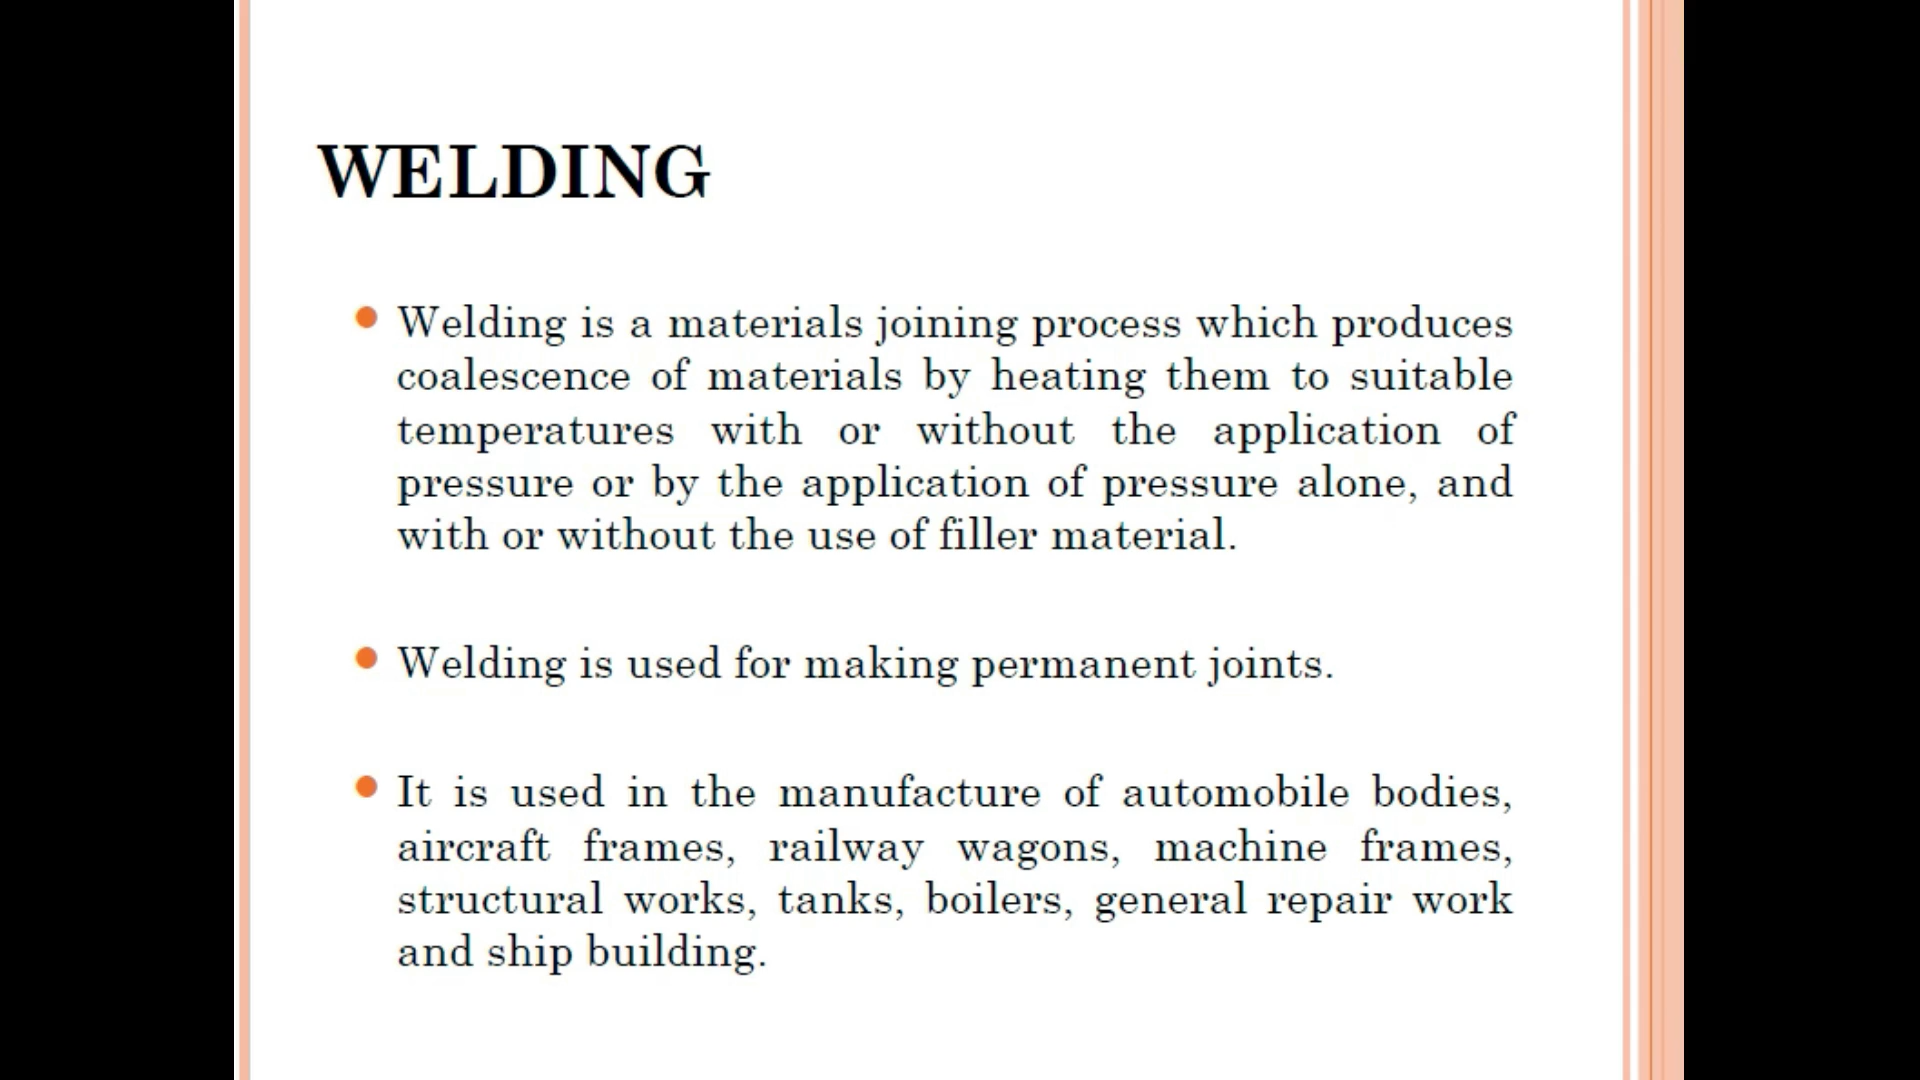 WELDING
Welding is a materials joining process which produces
coalescence of materials by heating them to suitable
temperatures with or without the application of
pressure or by the application of pressure alone, and
with or without the use of filler material.
Welding is used for making permanent joints.
It is used in the manufacture of automobile bodies,
aircraft frames, railway wagons, machine frames,
structural works, tanks, boilers, general repair work
and ship building.